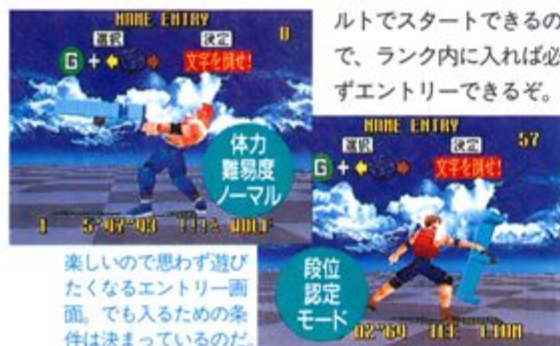 ルトでスタートできるの
で、ランク内に入れば必
ずエントリーできるぞ。
NAME ENTRY
選択
決定
G +
文字を倒せ!
体力
難易度
ノーマル
NAME ENTRY
57
選択
決定
G +
文字を倒せ!
段位
認定
モード
楽しいので思わず遊び
たくなるエントリー画
面。でも入るための条
件は決まっているのだ。